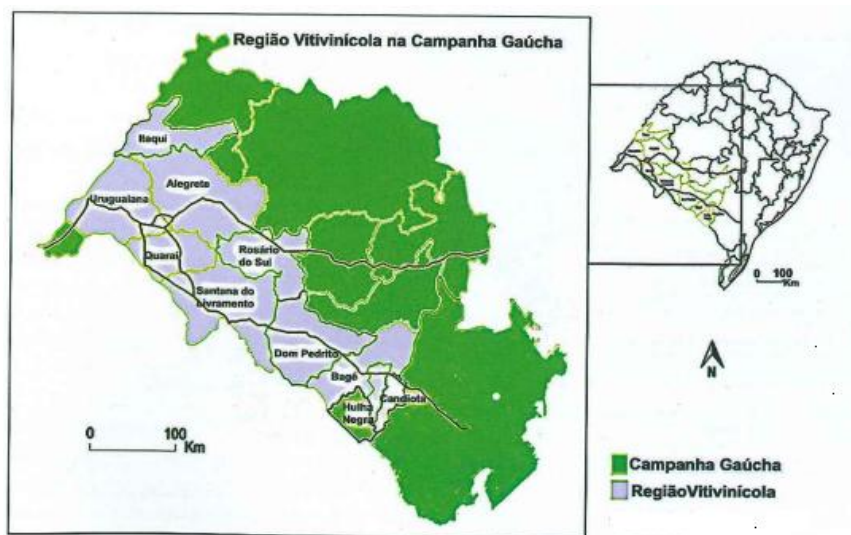 Região Vitivinícola na Campanha Gaúcha
Itaqui
Alegrete
Uruguaiana
Quaraí
Rosário
do Sul
Santana do
Livramento
Dom Pedrito
Bagé
Candiota
Hulha
Negra
0 100
Km
0 100
Km
N
Campanha Gaúcha
RegiãoVitivinícola